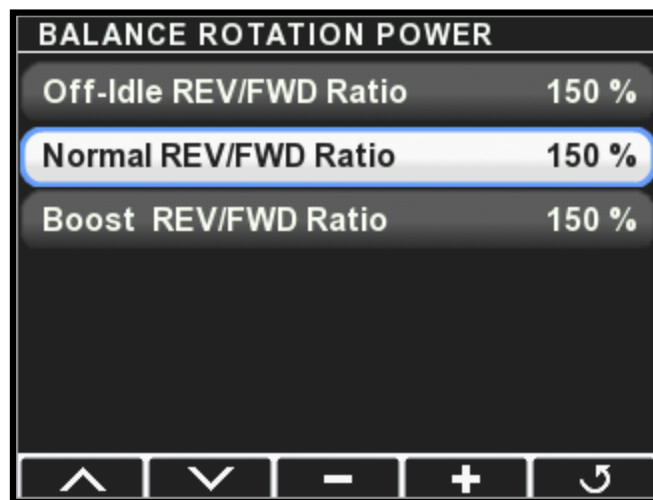 BALANCE ROTATION POWER
Off-Idle REV/FWD Ratio 150 %
Normal REV/FWD Ratio 150 %
Boost REV/FWD Ratio 150 %